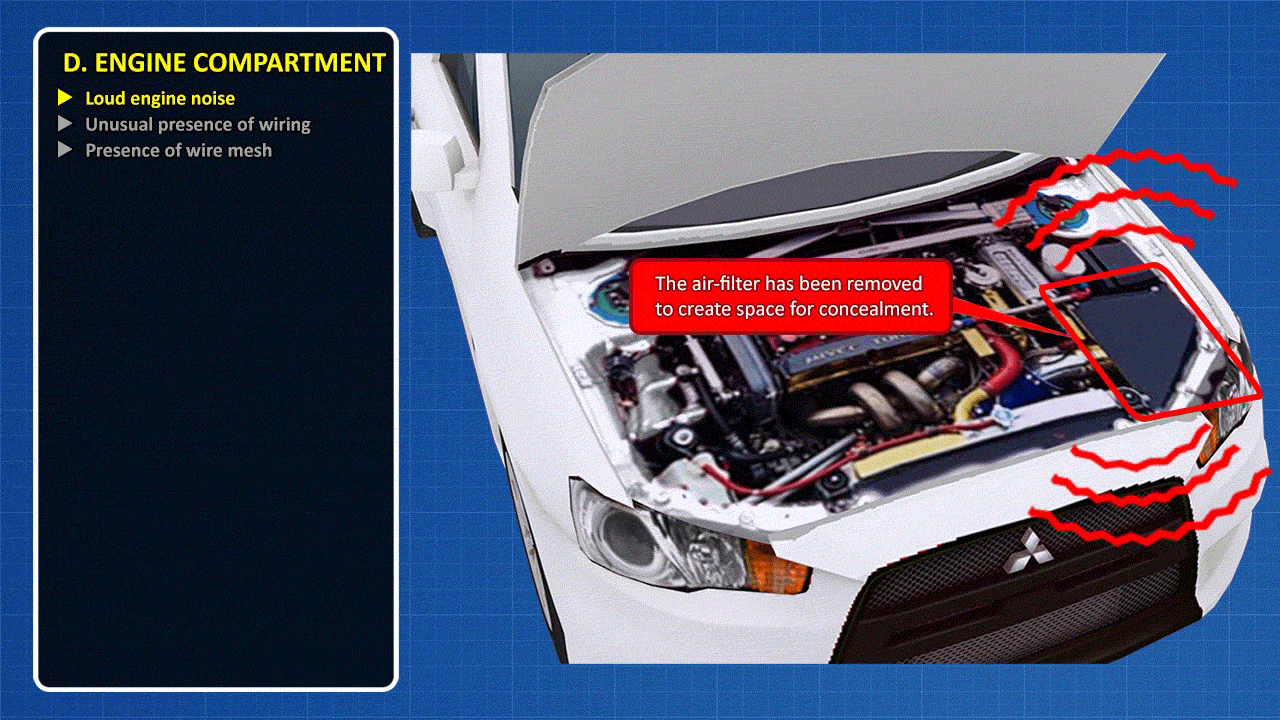 D. ENGINE COMPARTMENT
Loud engine noise
Unusual presence of wiring
Presence of wire mesh
The air-filter has been removed
to create space for concealment.